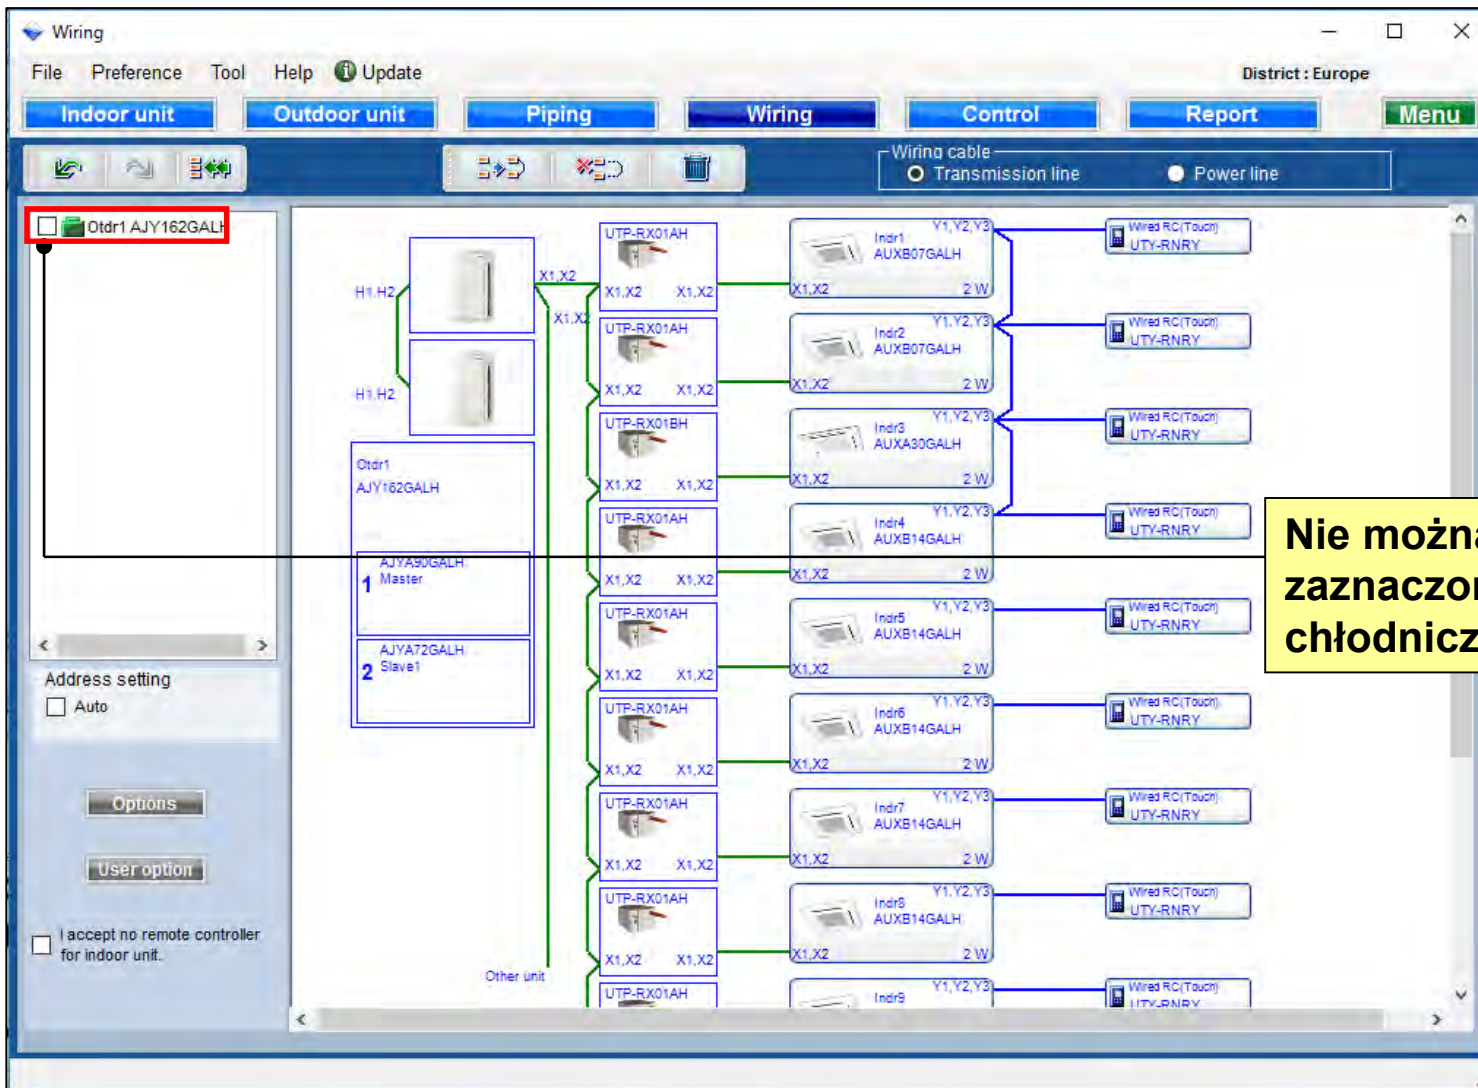 Wiring
File Preference Tool Help Update
District : Europe
Indoor unit Outdoor unit Piping Wiring Control Report Menu
Wiring cable
Transmission line Power line
Otdr1 AJY162GALH
Address setting
Auto
Options
User option
I accept no remote controller
for indoor unit.
H1,H2
X1,X2
X1,X2
H1,H2
Otdr1
AJY162GALH
AJYA90GALH
1 Master
AJYA72GALH
2 Slave1
Other unit
UTP-RX01AH
X1,X2 X1,X2
Indr1 Y1,Y2,Y3
AUXB07GALH
X1,X2 2 W
Wired RC(Touch)
UTY-RNRY
UTP-RX01AH
X1,X2 X1,X2
Indr2 Y1,Y2,Y3
AUXB07GALH
X1,X2 2 W
Wired RC(Touch)
UTY-RNRY
UTP-RX01BH
X1,X2 X1,X2
Indr3 Y1,Y2,Y3
AUXA30GALH
X1,X2 2 W
Wired RC(Touch)
UTY-RNRY
UTP-RX01AH
X1,X2 X1,X2
Indr4 Y1,Y2,Y3
AUXB14GALH
X1,X2 2 W
Wired RC(Touch)
UTY-RNRY
UTP-RX01AH
X1,X2 X1,X2
Indr5 Y1,Y2,Y3
AUXB14GALH
X1,X2 2 W
Wired RC(Touch)
UTY-RNRY
UTP-RX01AH
X1,X2 X1,X2
Indr6 Y1,Y2,Y3
AUXB14GALH
X1,X2 2 W
Wired RC(Touch)
UTY-RNRY
UTP-RX01AH
X1,X2 X1,X2
Indr7 Y1,Y2,Y3
AUXB14GALH
X1,X2 2 W
Wired RC(Touch)
UTY-RNRY
UTP-RX01AH
X1,X2 X1,X2
Indr8 Y1,Y2,Y3
AUXB14GALH
X1,X2 2 W
Wired RC(Touch)
UTY-RNRY
UTP-RX01AH
Indr9 Y1,Y2,Y3
Wired RC(Touch)
UTY-RNRY
Nie można
zaznaczon
chłodnicz